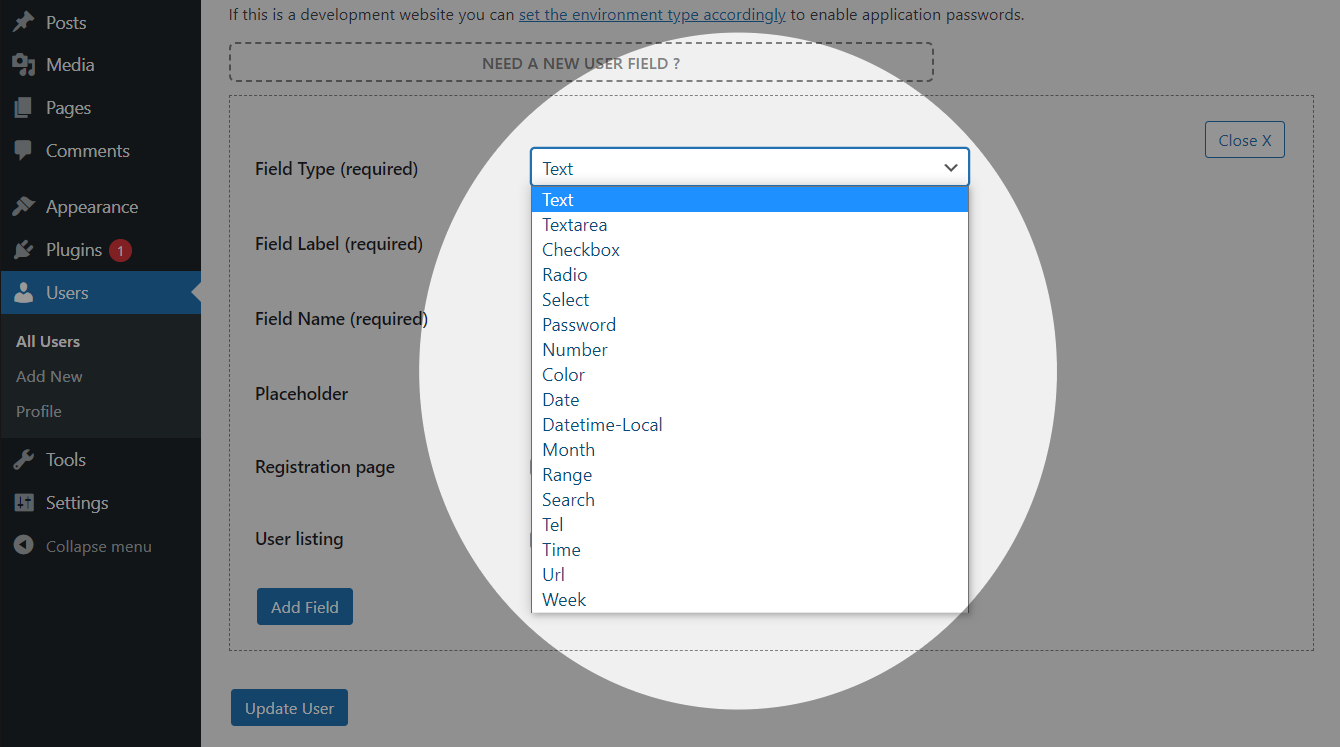 Posts
Media
Pages
Comments
Appearance
Plugins 1
Users
All Users
Add New
Profile
Tools
Settings
Collapse menu
If this is a development website you can set the environment type accordingly to enable application passwords.
NEED A NEW USER FIELD ?
Close X
Field Type (required)
Text
Text
Textarea
Checkbox
Radio
Select
Password
Number
Color
Date
Datetime-Local
Month
Range
Search
Tel
Time
Url
Week
Field Label (required)
Field Name (required)
Placeholder
Registration page
User listing
Add Field
Update User